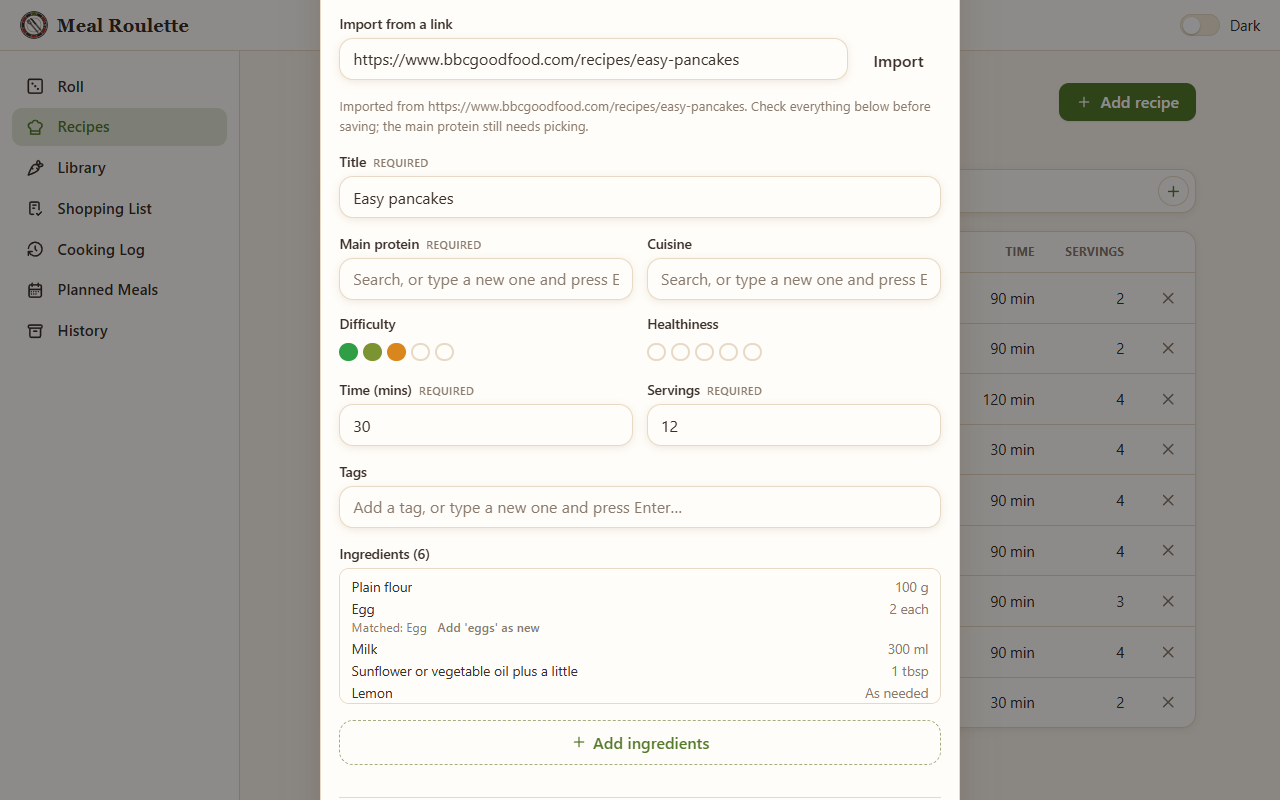 Meal Roulette
Dark
Roll
Recipes
Library
Shopping List
Cooking Log
Planned Meals
History
Import from a link
https://www.bbcgoodfood.com/recipes/easy-pancakes
Import
Imported from https://www.bbcgoodfood.com/recipes/easy-pancakes. Check everything below before
saving; the main protein still needs picking.
Title REQUIRED
Easy pancakes
Main protein REQUIRED
Cuisine
Search, or type a new one and press E
Search, or type a new one and press E
Difficulty
Healthiness
Time (mins) REQUIRED
Servings REQUIRED
30
12
Tags
Add a tag, or type a new one and press Enter...
Ingredients (6)
Plain flour 100 g
Egg 2 each
Matched: Egg Add 'eggs' as new
Milk 300 ml
Sunflower or vegetable oil plus a little 1 tbsp
Lemon As needed
+ Add ingredients
+ Add recipe
+
TIME SERVINGS
90 min 2
90 min 2
120 min 4
30 min 4
90 min 4
90 min 4
90 min 3
90 min 4
30 min 2